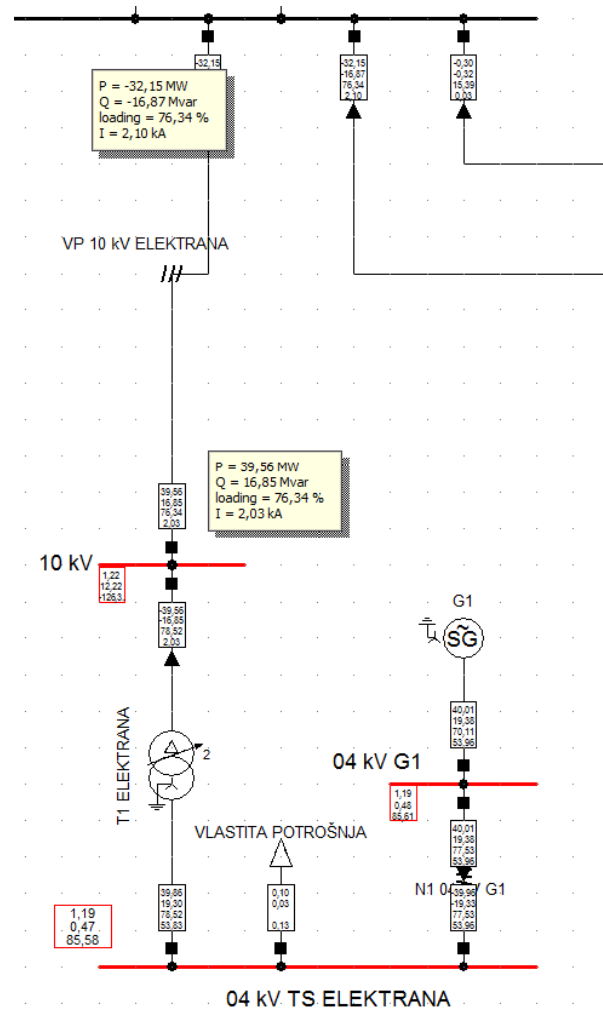 -32,15
-32,15
-16,87
76,34
2,10
-0,30
-0,32
15,39
0,03
P = -32,15 MW
Q = -16,87 Mvar
loading = 76,34 %
I = 2,10 kA
VP 10 kV ELEKTRANA
P = 39,56 MW
Q = 16,85 Mvar
loading = 76,34 %
I = 2,03 kA
39,56
16,85
76,34
2,03
10 kV
1,22
12,22
-126,3
-39,56
-16,85
78,52
2,03
G1
SG
40,01
19,38
70,11
53,96
T1 ELEKTRANA
2
04 kV G1
1,19
0,48
85,61
VLASTITA POTROŠNJA
40,01
19,38
77,53
53,96
N1 04 V G1
1,19
0,47
85,58
39,86
19,30
78,52
53,83
0,10
0,03
0,13
-39,96
-19,33
77,53
53,96
04 kV TS ELEKTRANA